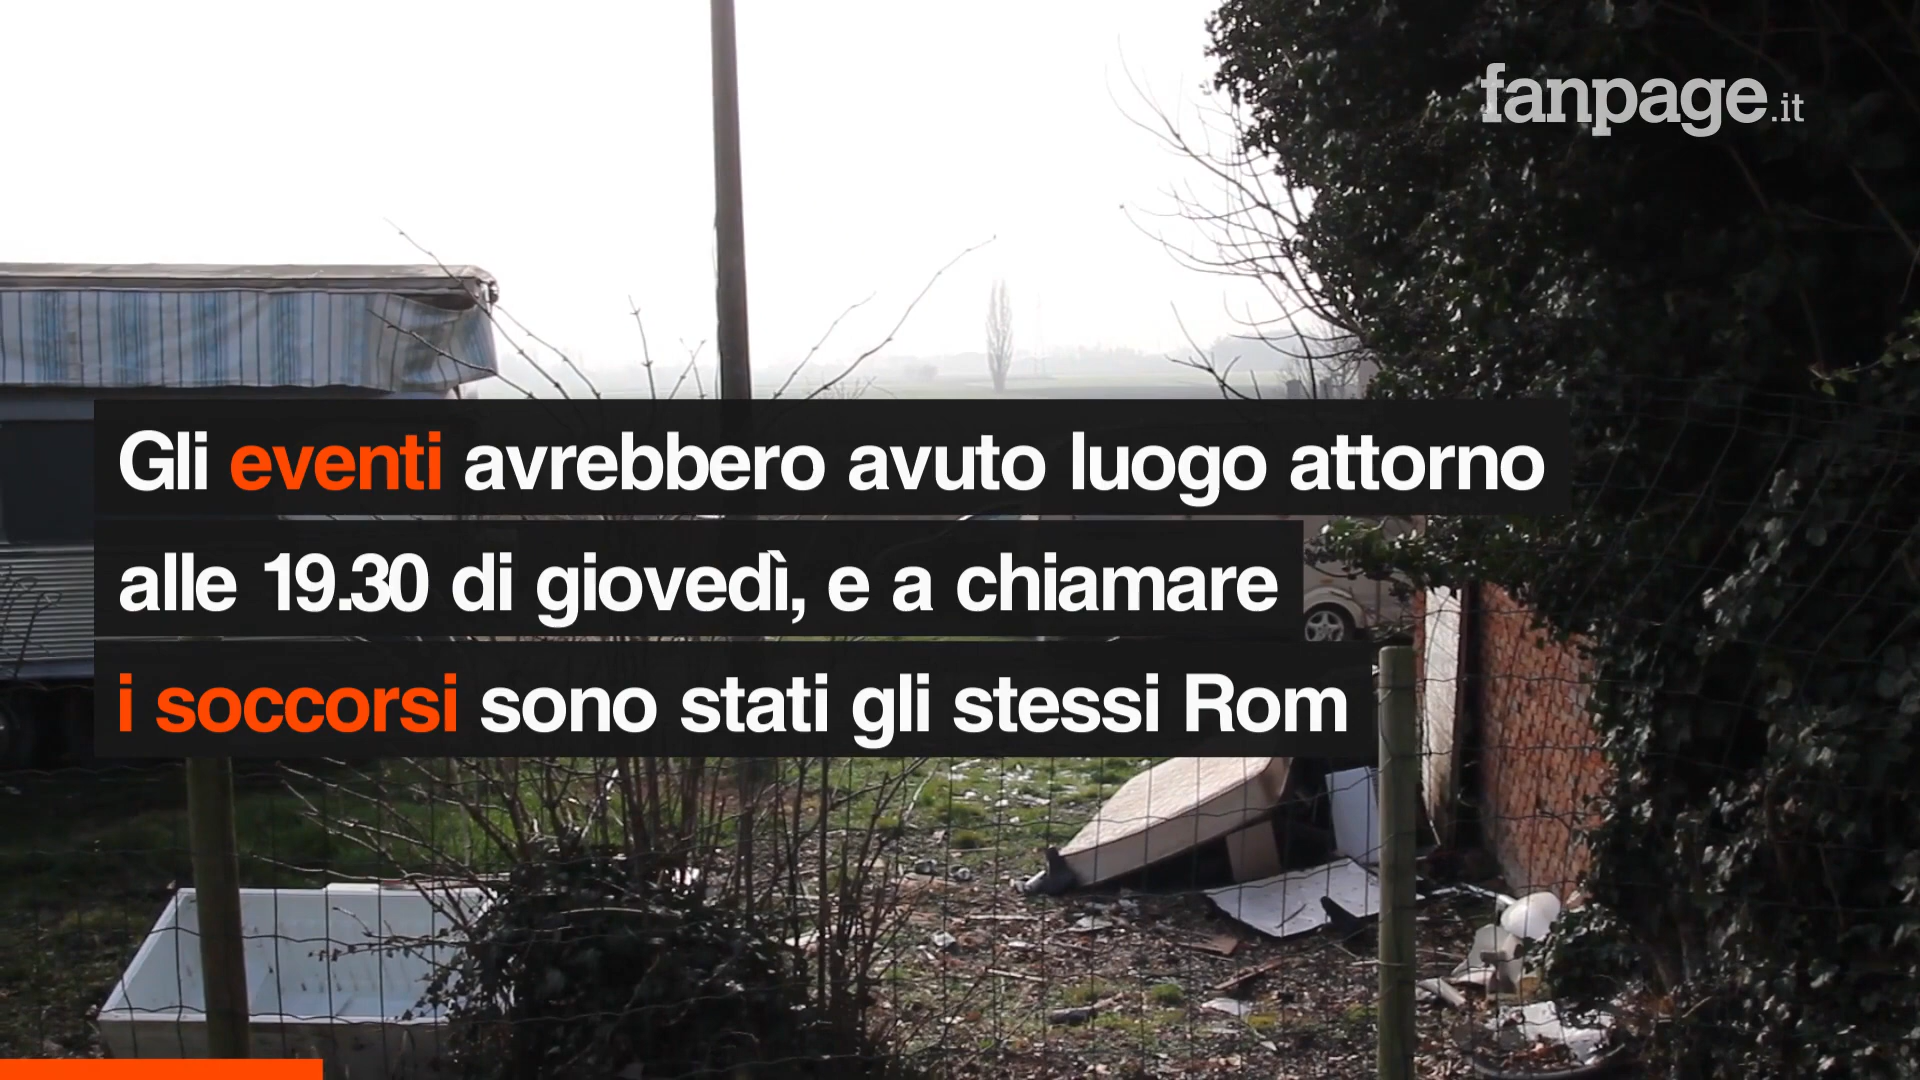 fanpage.it
Gli eventi avrebbero avuto luogo attorno
alle 19.30 di giovedì, e a chiamare
i soccorsi sono stati gli stessi Rom